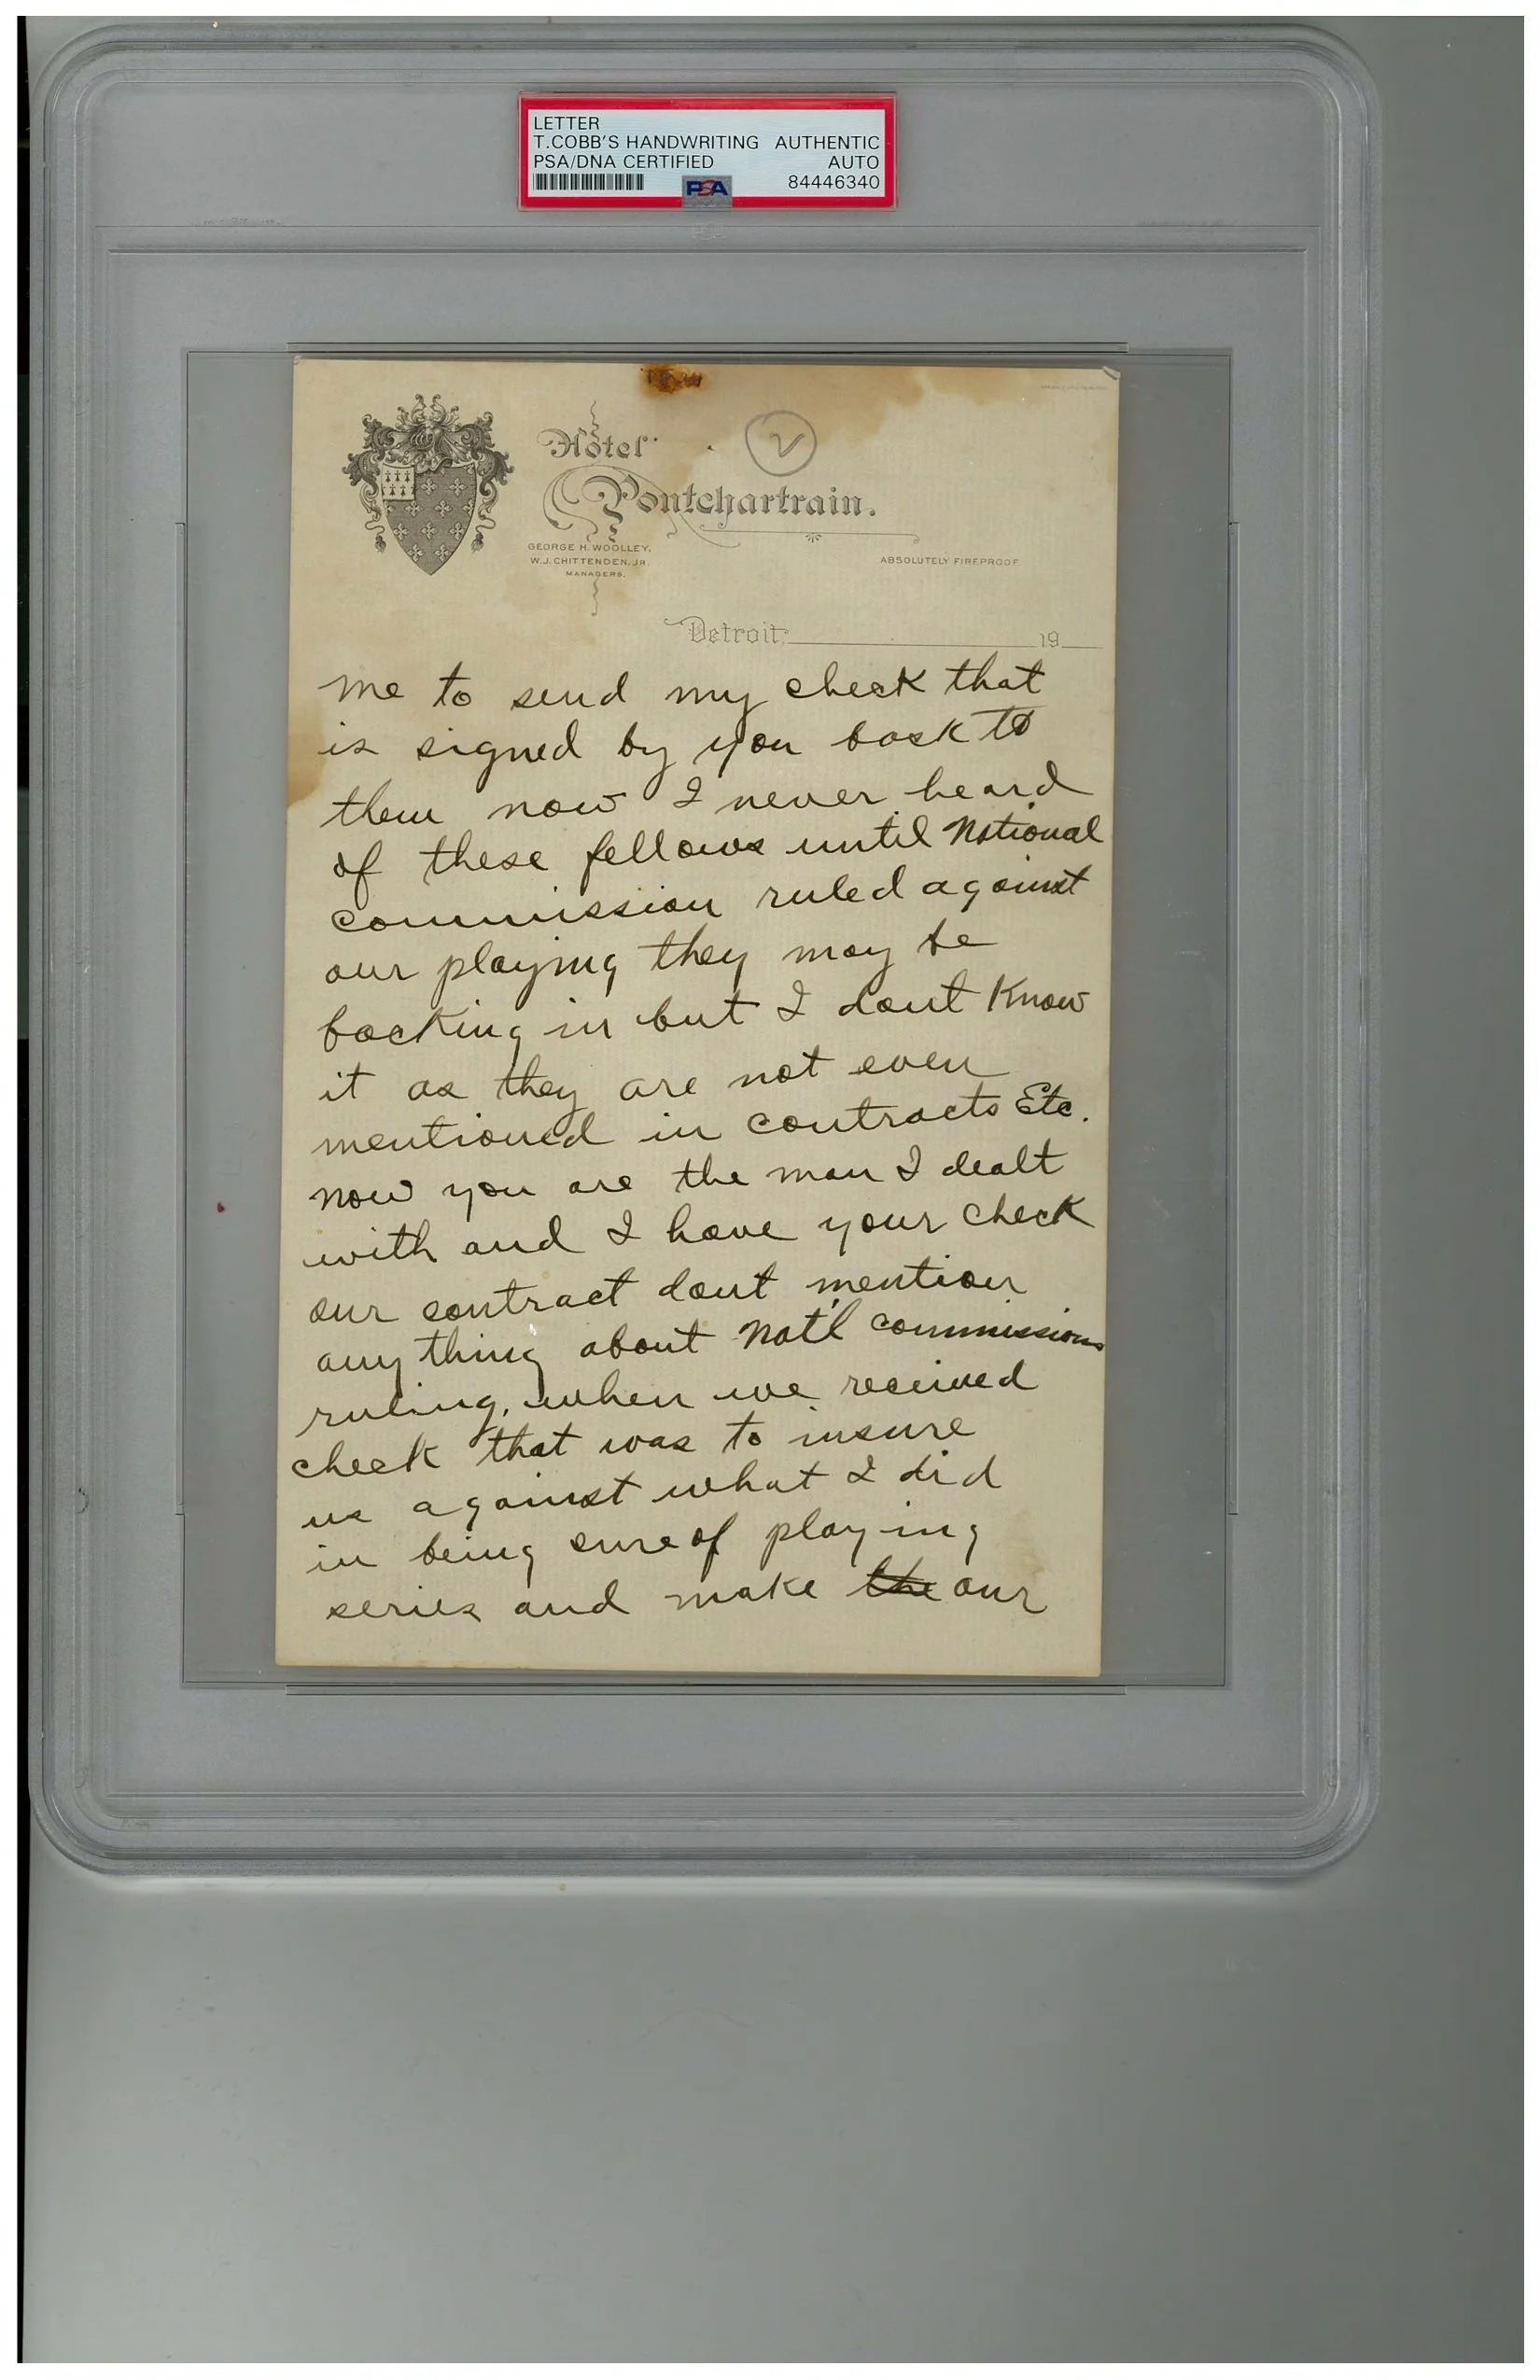 LETTER
T.COBB'S HANDWRITING AUTHENTIC
PSA/DNA CERTIFIED AUTO
PSA 84446340
Hotel
2
Pontchartrain.
GEORGE H. WOOLLEY.
W.J. CHITTENDEN, JR.
MANAGERS.
ABSOLUTELY FIREPROOF
Detroit, 19
me to send my check that
is signed by you back to
them now I never heard
of these fellows until National
commission ruled against
our playing they may be
backing in but I dont Know
it as they are not even
mentioned in contracts Etc.
now you are the man I dealt
with and I have your check
our contract dont mention
any thing about Nat'l commissions
ruling, when we received
check that was to insure
us against what I did
in being sure of playing
series and make the our